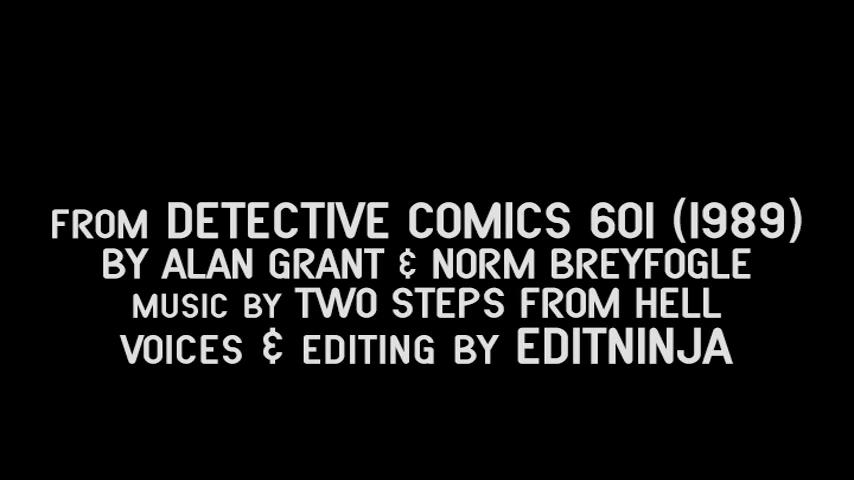 FROM DETECTIVE COMICS 601 (1989)
BY ALAN GRANT & NORM BREYFOGLE
MUSIC BY TWO STEPS FROM HELL
VOICES & EDITING BY EDITNINJA